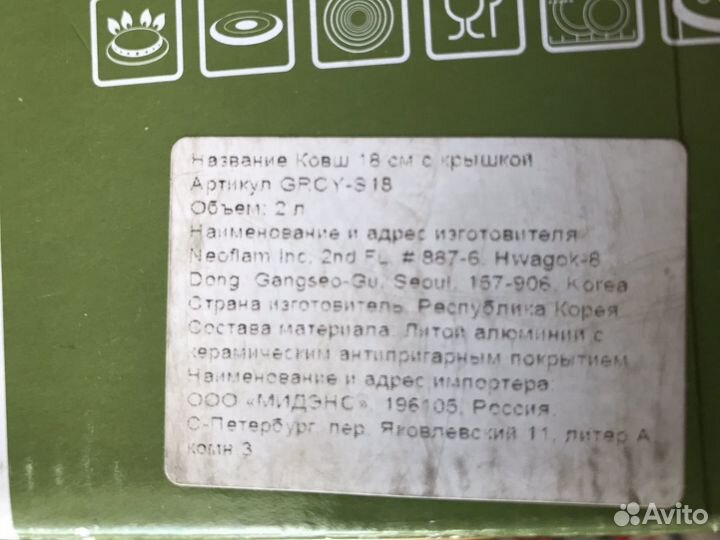 Название Ковш 18 см с крышкой
Артикул GRCY-S18
Объем: 2 л
Наименование и адрес изготовителя
Neoflam Inc. 2nd FL. # 887-6, Hwagok-8
Dong, Gangseo-Gu, Seoul, 157-906, Korea
Страна изготовитель: Республика Корея
Состава материала: Литой алюминий с
керамическим антипригарным покрытием
Наименование и адрес импортера:
ООО «МИДЭНС», 196105, Россия,
С-Петербург, пер. Яковлевский 11, литер А,
комн 3
Avito